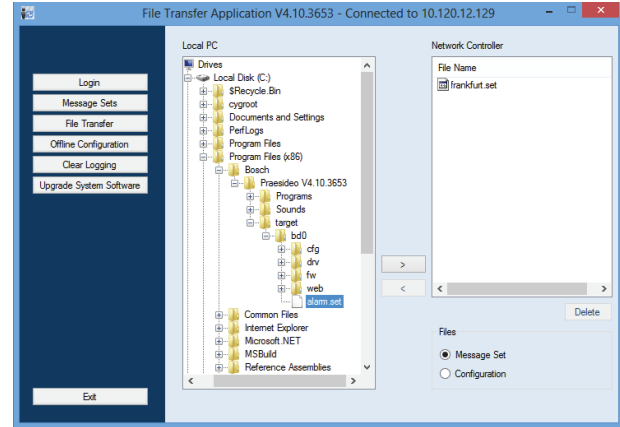 File Transfer Application V4.10.3653 - Connected to 10.120.12.129
Login
Message Sets
File Transfer
Offline Configuration
Clear Logging
Upgrade System Software
Exit
Local PC
Drives
Local Disk (C:)
$Recycle.Bin
cygroot
Documents and Settings
PerfLogs
Program Files
Program Files (x86)
Bosch
Praesideo V4.10.3653
Programs
Sounds
target
bd0
cfg
drv
fw
web
alarm.set
Common Files
Internet Explorer
Microsoft.NET
MSBuild
Reference Assemblies
>
<
Network Controller
File Name
frankfurt.set
Delete
Files
Message Set
Configuration